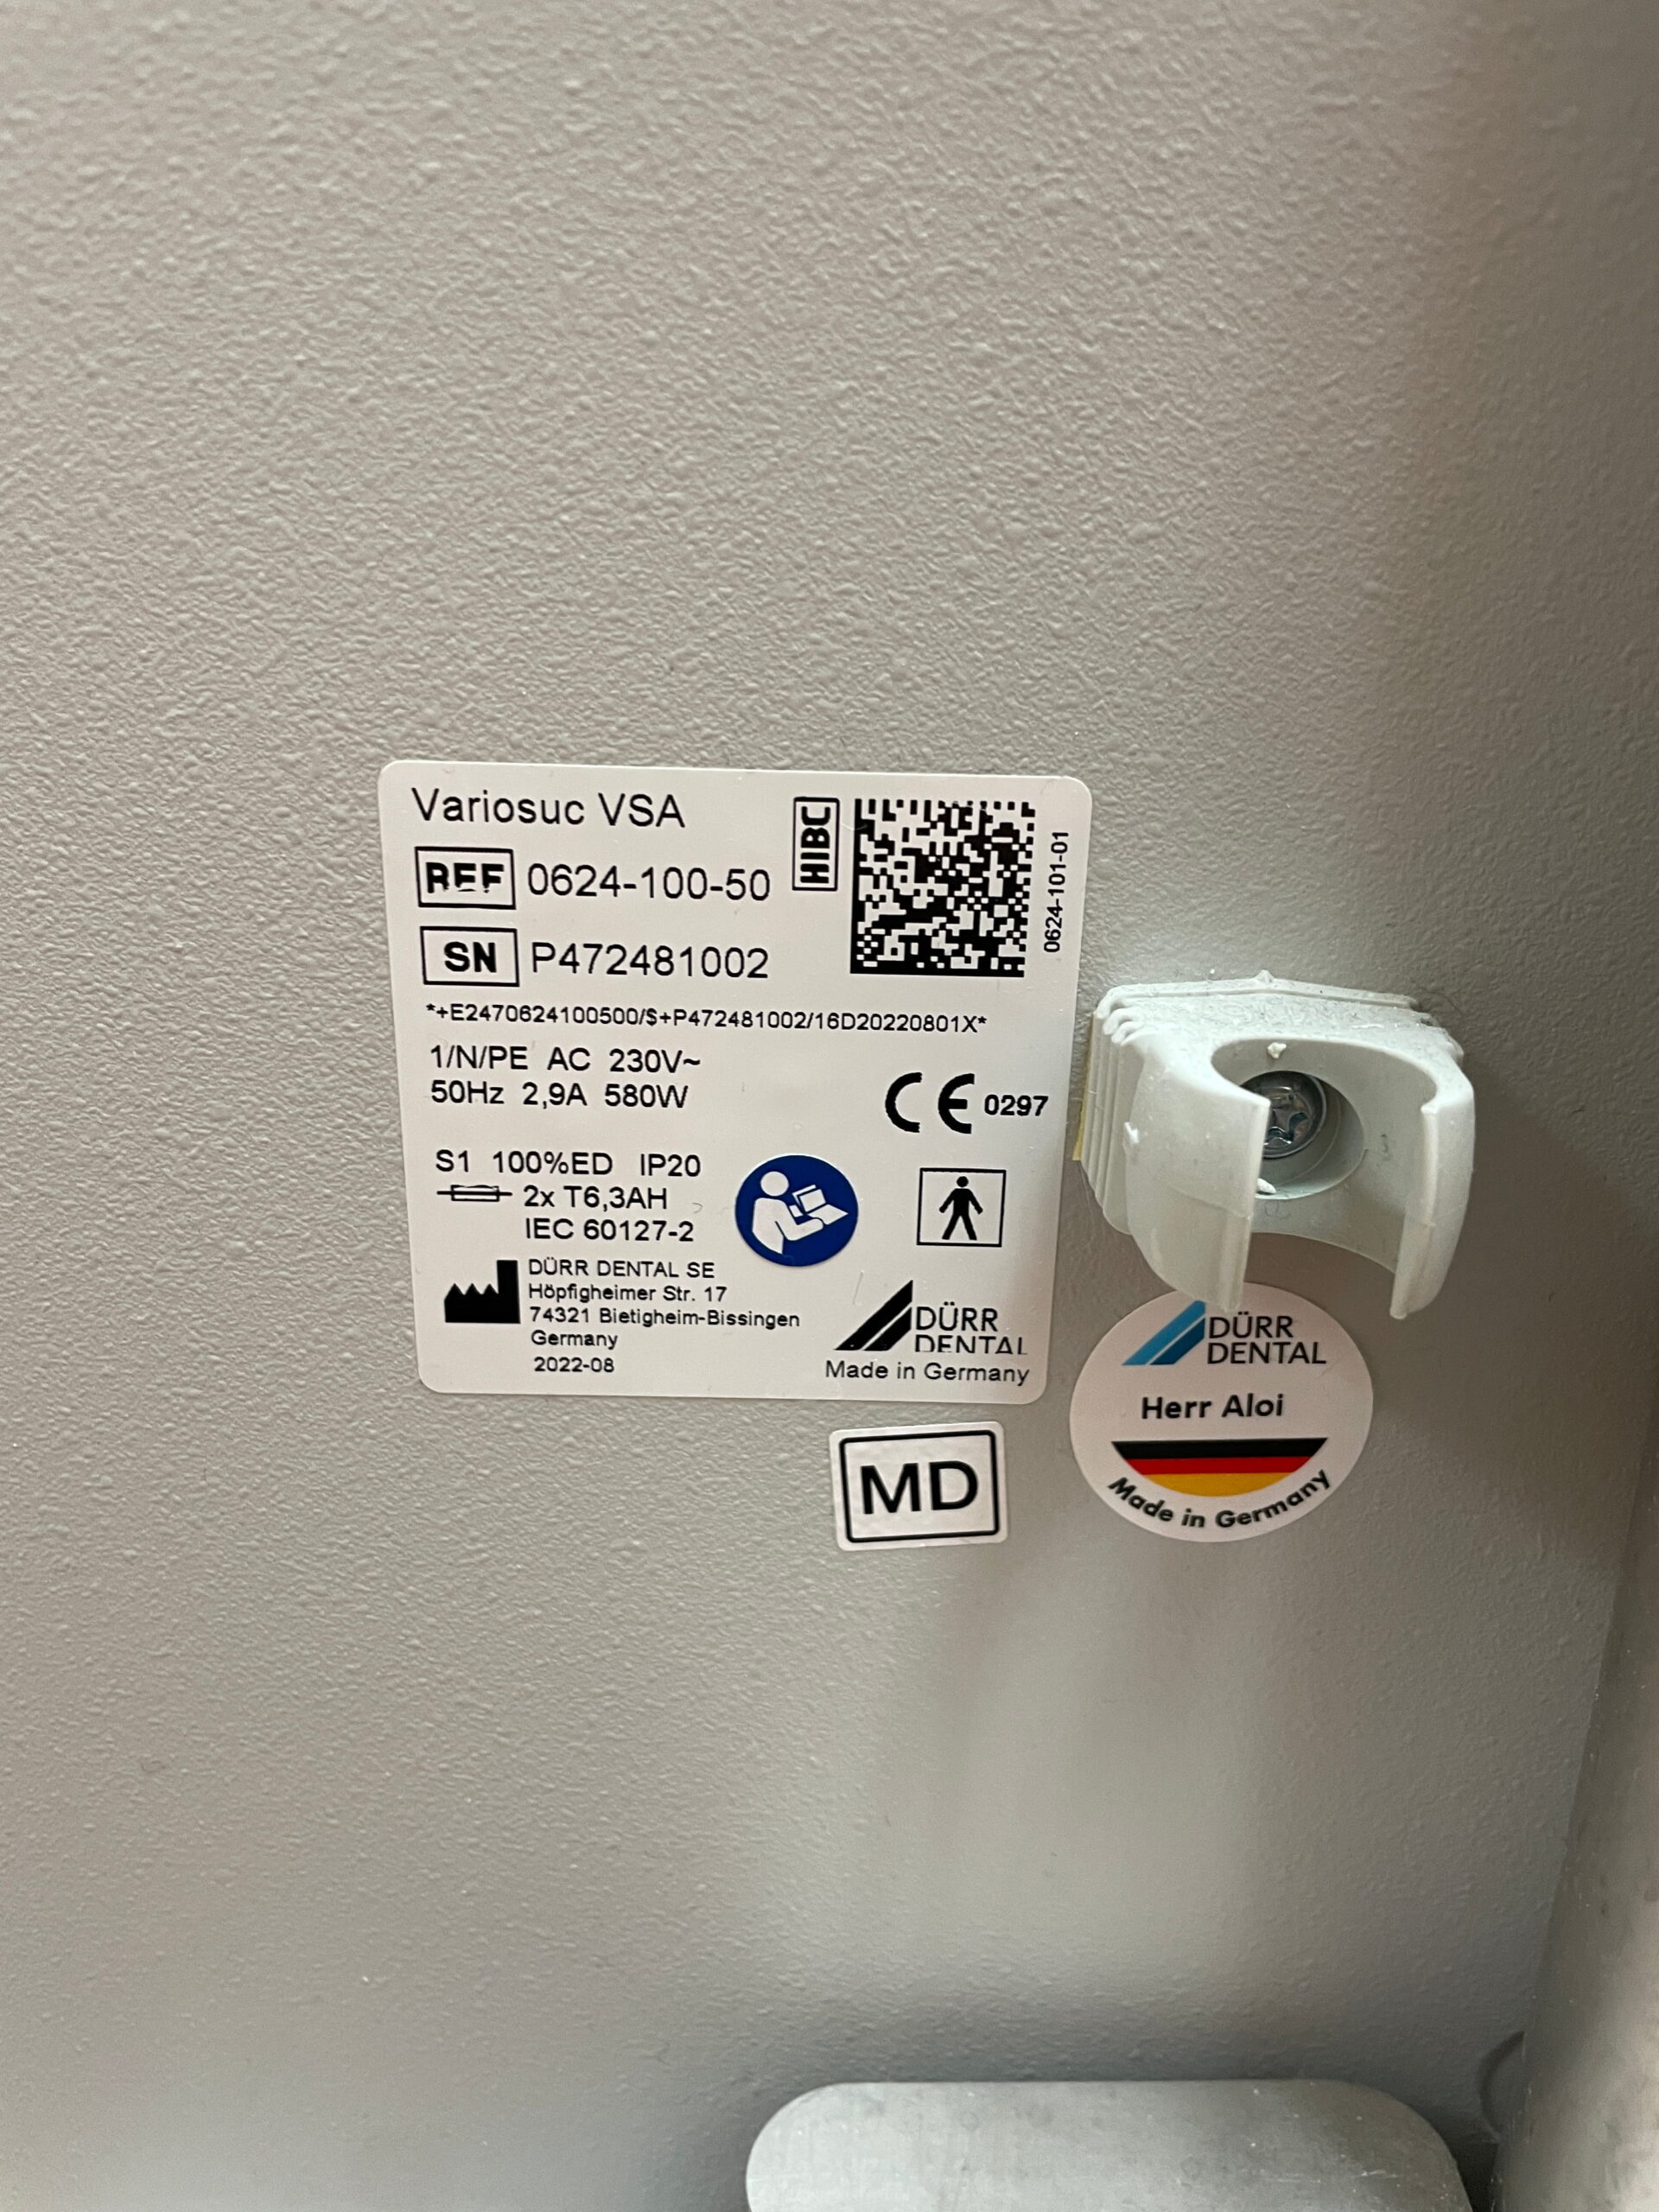 Variosuc VSA
HIBC
REF 0624-100-50
0624-101-01
SN P472481002
*+E2470624100500/$+P472481002/16D20220801X*
1/N/PE AC 230V~
50Hz 2,9A 580W
CE 0297
S1 100%ED IP20
2x T6,3AH
IEC 60127-2
DÜRR DENTAL SE
Höpfigheimer Str. 17
74321 Bietigheim-Bissingen
Germany
2022-08
DÜRR
DENTAL
Made in Germany
MD
DÜRR
DENTAL
Herr Aloi
Made in Germany